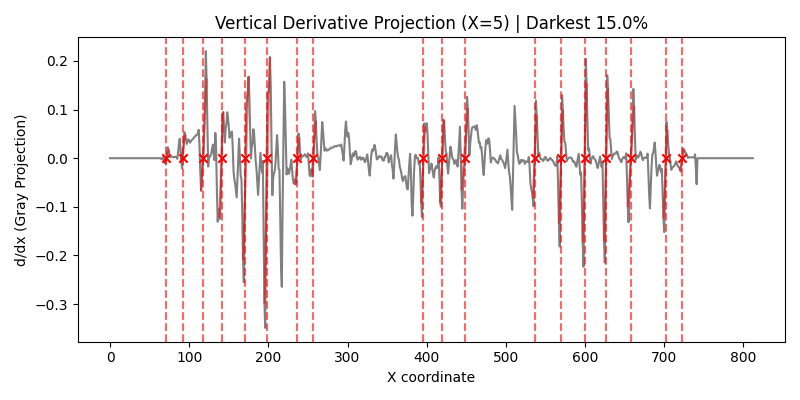 Vertical Derivative Projection (X=5) | Darkest 15.0%
d/dx (Gray Projection)
0.2
0.1
0.0
−0.1
−0.2
−0.3
0 100 200 300 400 500 600 700 800
X coordinate